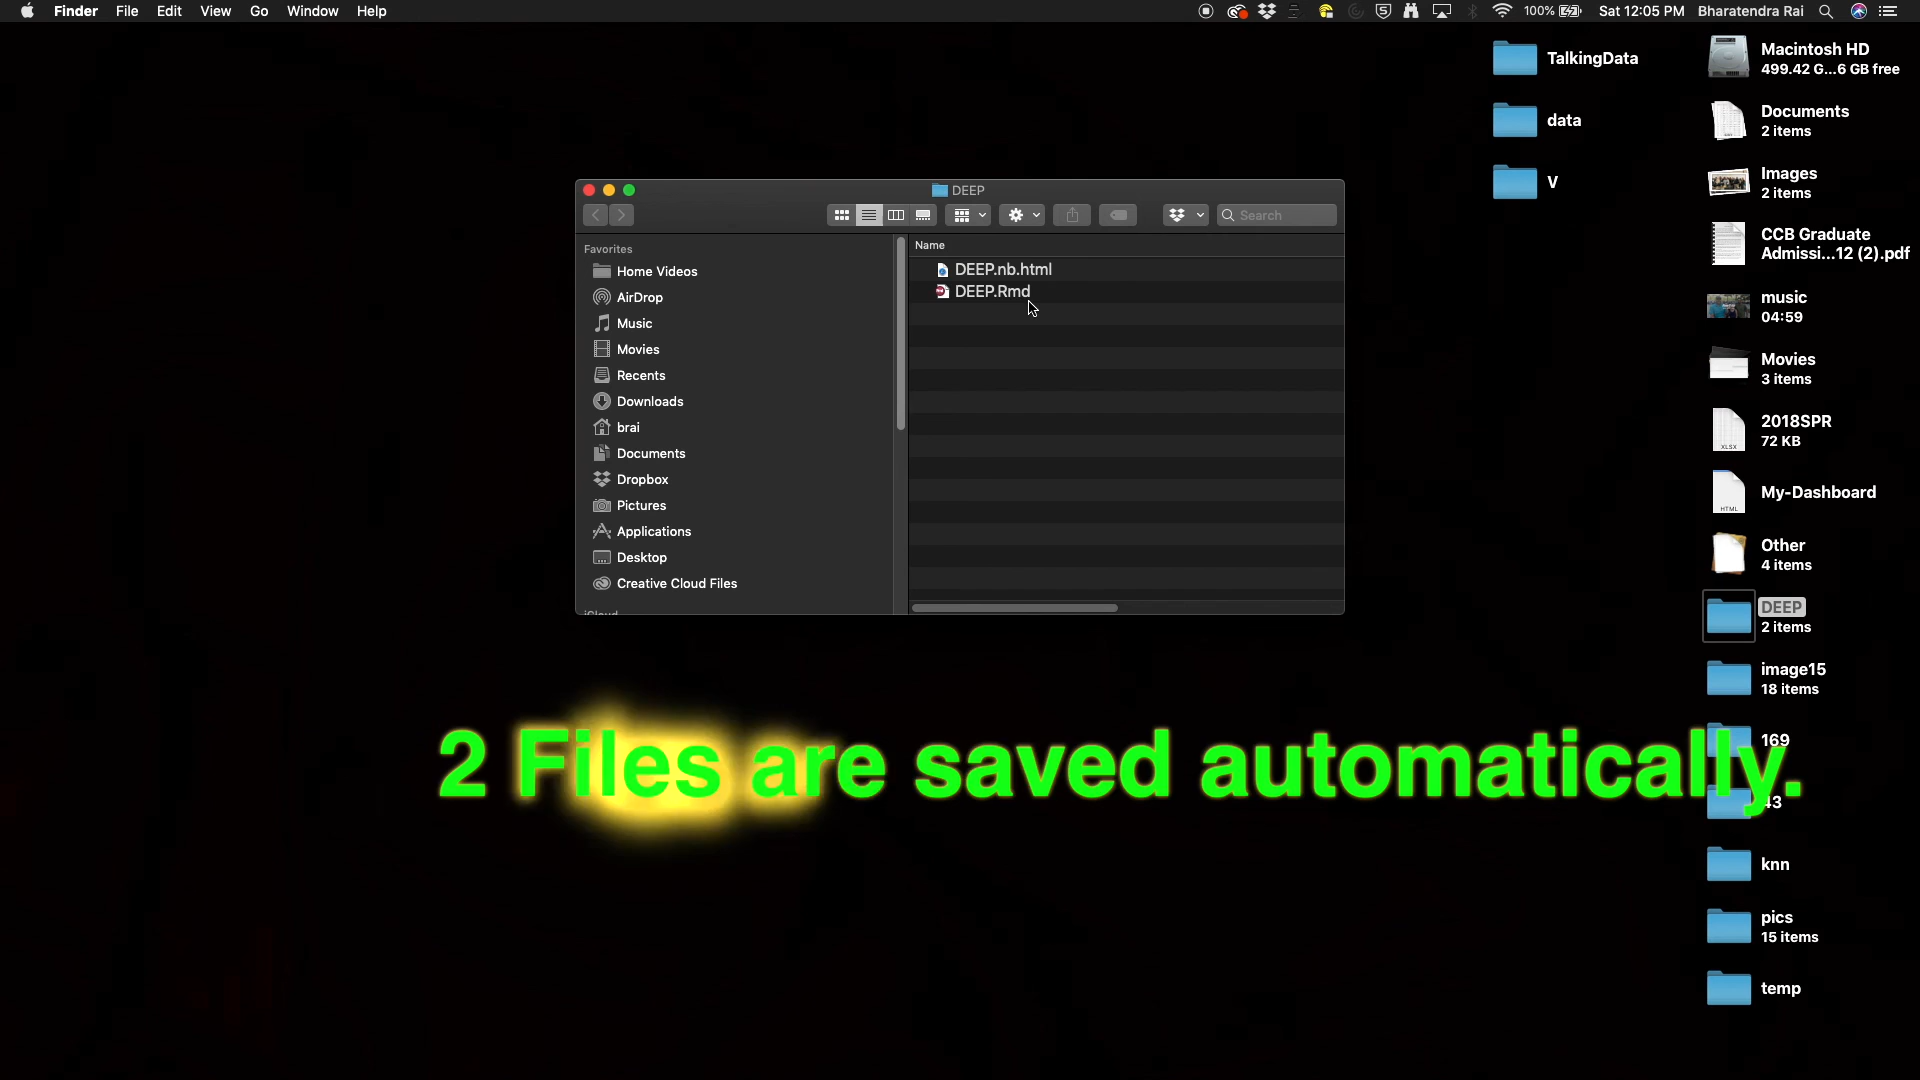 Finder File Edit View Go Window Help
100% Sat 12:05 PM Bharatendra Rai
TalkingData
data
V
Macintosh HD
499.42 G...6 GB free
Documents
2 items
Images
2 items
CCB Graduate
Admissi...12 (2).pdf
music
04:59
Movies
3 items
2018SPR
72 KB
XLSX
My-Dashboard
HTML
Other
4 items
DEEP
2 items
image15
18 items
169
43
knn
pics
15 items
temp
DEEP
Search
Favorites
Home Videos
AirDrop
Music
Movies
Recents
Downloads
brai
Documents
Dropbox
Pictures
Applications
Desktop
Creative Cloud Files
iCloud
Name
DEEP.nb.html
DEEP.Rmd
2 Files are saved automatically.